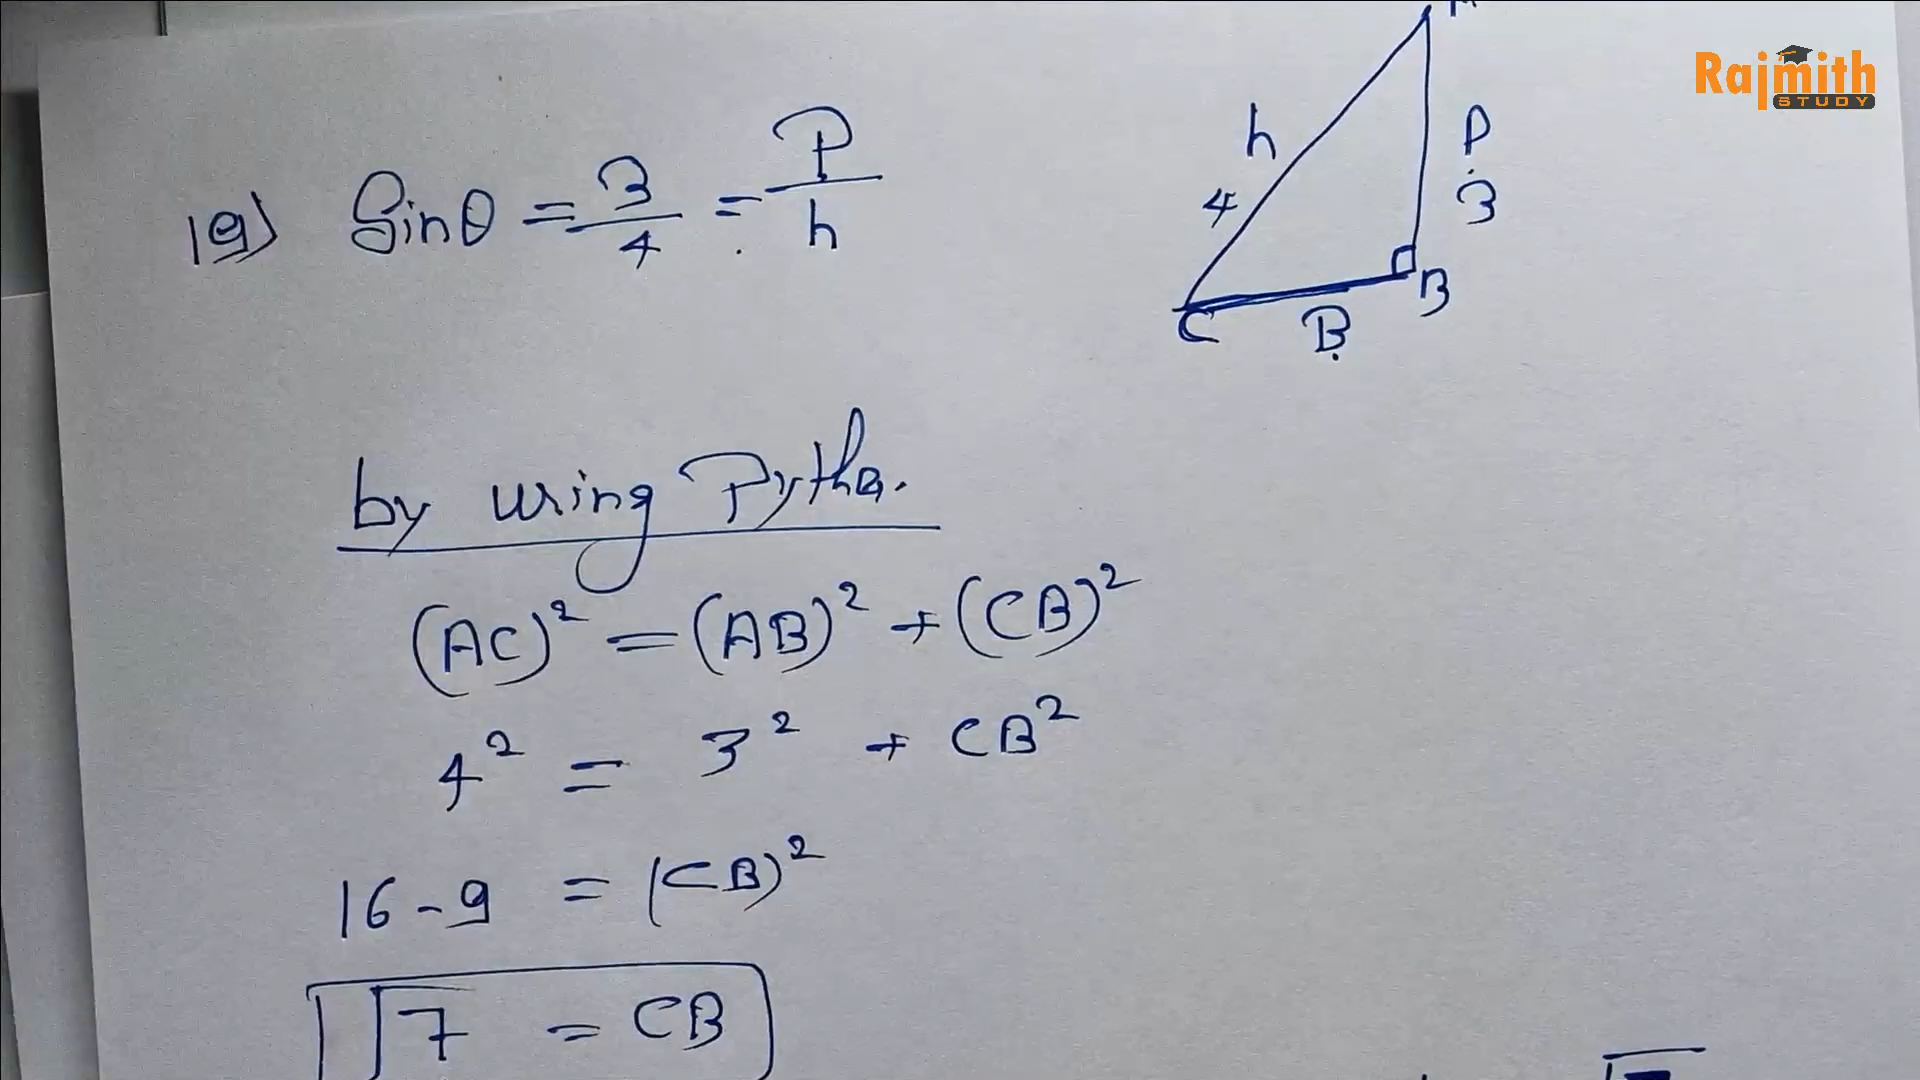 Rajmith
STUDY
19) Sinθ = 3/4 = P/h
h
P
4
3
B
C
B
by using Pytha.
(AC)² = (AB)² + (CB)²
4² = 3² + CB²
16 - 9 = (CB)²
√7 = CB